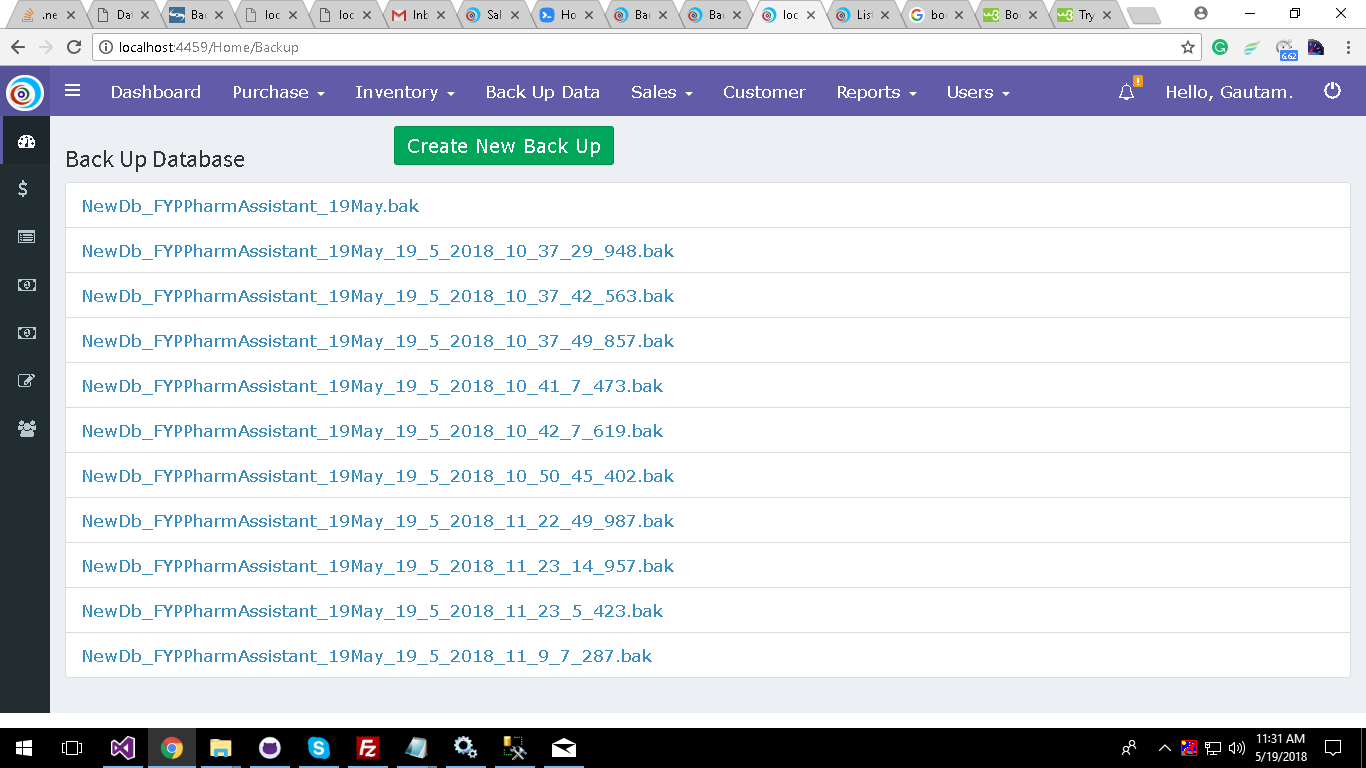 .ne
Dat
Bac
loc
loc
Inb
Sal
Ho
Bac
Bac
loc
List
boo
Bo
Try
localhost:4459/Home/Backup
6.62
Dashboard Purchase Inventory Back Up Data Sales Customer Reports Users Hello, Gautam.
Create New Back Up
Back Up Database
NewDb_FYPPharmAssistant_19May.bak
NewDb_FYPPharmAssistant_19May_19_5_2018_10_37_29_948.bak
NewDb_FYPPharmAssistant_19May_19_5_2018_10_37_42_563.bak
NewDb_FYPPharmAssistant_19May_19_5_2018_10_37_49_857.bak
NewDb_FYPPharmAssistant_19May_19_5_2018_10_41_7_473.bak
NewDb_FYPPharmAssistant_19May_19_5_2018_10_42_7_619.bak
NewDb_FYPPharmAssistant_19May_19_5_2018_10_50_45_402.bak
NewDb_FYPPharmAssistant_19May_19_5_2018_11_22_49_987.bak
NewDb_FYPPharmAssistant_19May_19_5_2018_11_23_14_957.bak
NewDb_FYPPharmAssistant_19May_19_5_2018_11_23_5_423.bak
NewDb_FYPPharmAssistant_19May_19_5_2018_11_9_7_287.bak
11:31 AM
5/19/2018